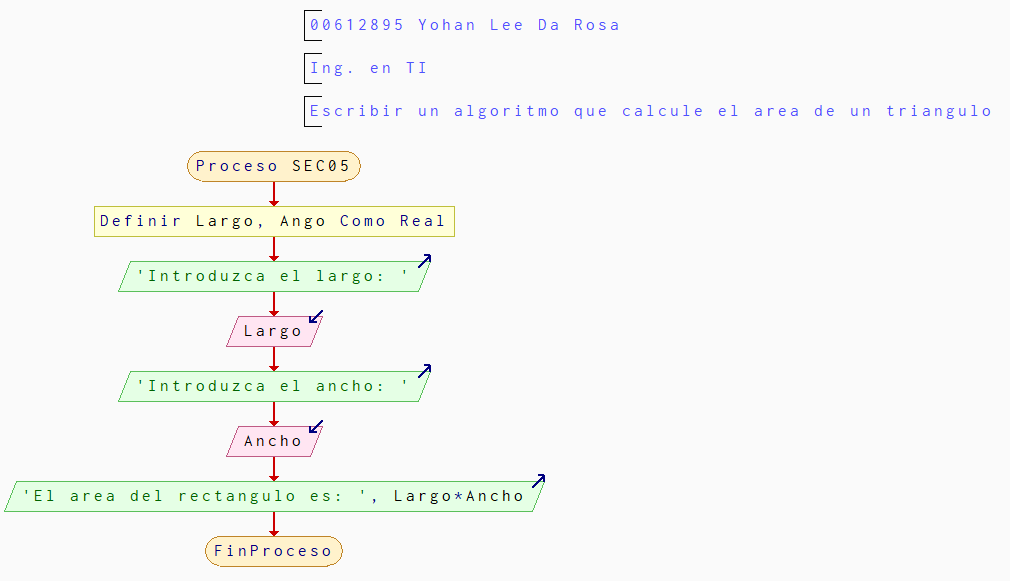 00612895 Yohan Lee Da Rosa
Ing. en TI
Escribir un algoritmo que calcule el area de un triangulo
Proceso SEC05
Definir Largo, Ango Como Real
'Introduzca el largo: '
Largo
'Introduzca el ancho: '
Ancho
'El area del rectangulo es: ', Largo*Ancho
FinProceso